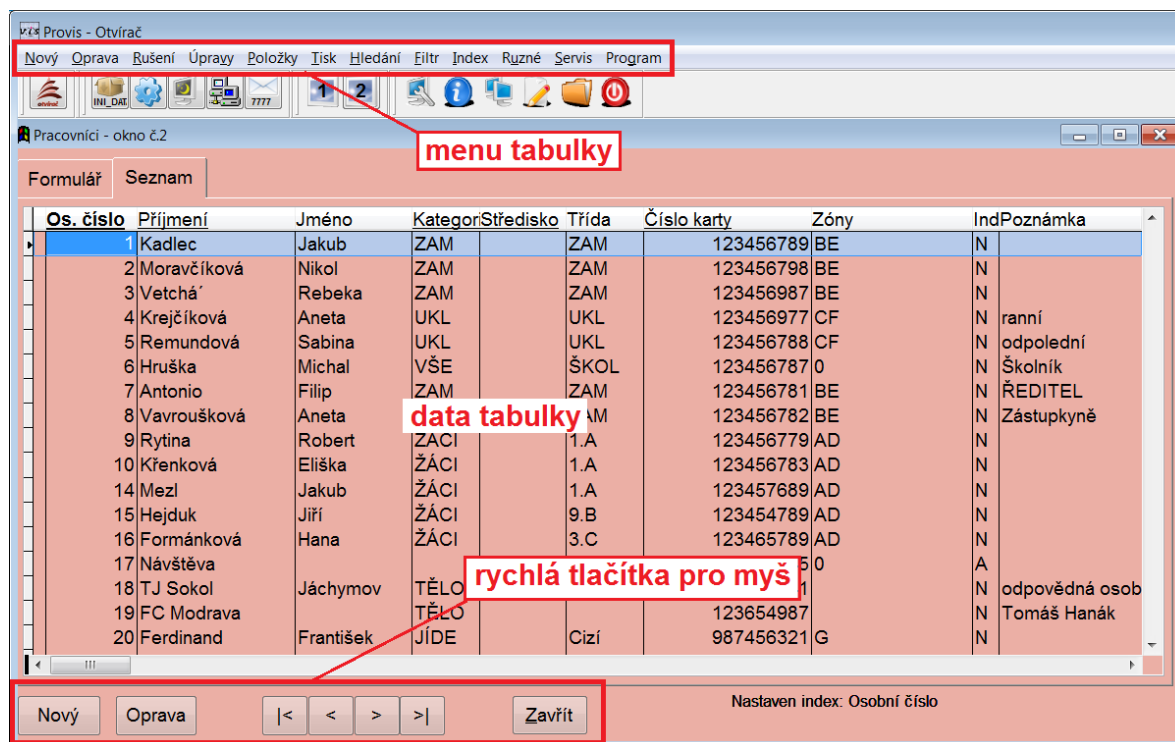 vis Provis - Otvírač
Nový Oprava Rušení Úpravy Položky Tisk Hledání Filtr Index Ruzné Servis Program
otvírač INI_DAT 7777 1 2
menu tabulky
Pracovníci - okno č.2
Formulář Seznam
Os. číslo Příjmení Jméno Kategori Středisko Třída Číslo karty Zóny Ind Poznámka
1 Kadlec Jakub ZAM ZAM 123456789 BE N
2 Moravčíková Nikol ZAM ZAM 123456798 BE N
3 Vetchá´ Rebeka ZAM ZAM 123456987 BE N
4 Krejčíková Aneta UKL UKL 123456977 CF N ranní
5 Remundová Sabina UKL UKL 123456788 CF N odpolední
6 Hruška Michal VŠE ŠKOL 123456787 0 N Školník
7 Antonio Filip ZAM ZAM 123456781 BE N ŘEDITEL
8 Vavroušková Aneta AM 123456782 BE N Zástupkyně
data tabulky
9 Rytina Robert ŽÁCI 1.A 123456779 AD N
10 Křenková Eliška ŽÁCI 1.A 123456783 AD N
14 Mezl Jakub ŽÁCI 1.A 123457689 AD N
15 Hejduk Jiří ŽÁCI 9.B 123454789 AD N
16 Formánková Hana ŽÁCI 3.C 123465789 AD N
17 Návštěva 5 0 A
rychlá tlačítka pro myš
18 TJ Sokol Jáchymov TĚLO N odpovědná osob
19 FC Modrava TĚLO 123654987 N Tomáš Hanák
20 Ferdinand František JÍDE Cizí 987456321 G N
Nový Oprava |< < > >| Zavřít
Nastaven index: Osobní číslo